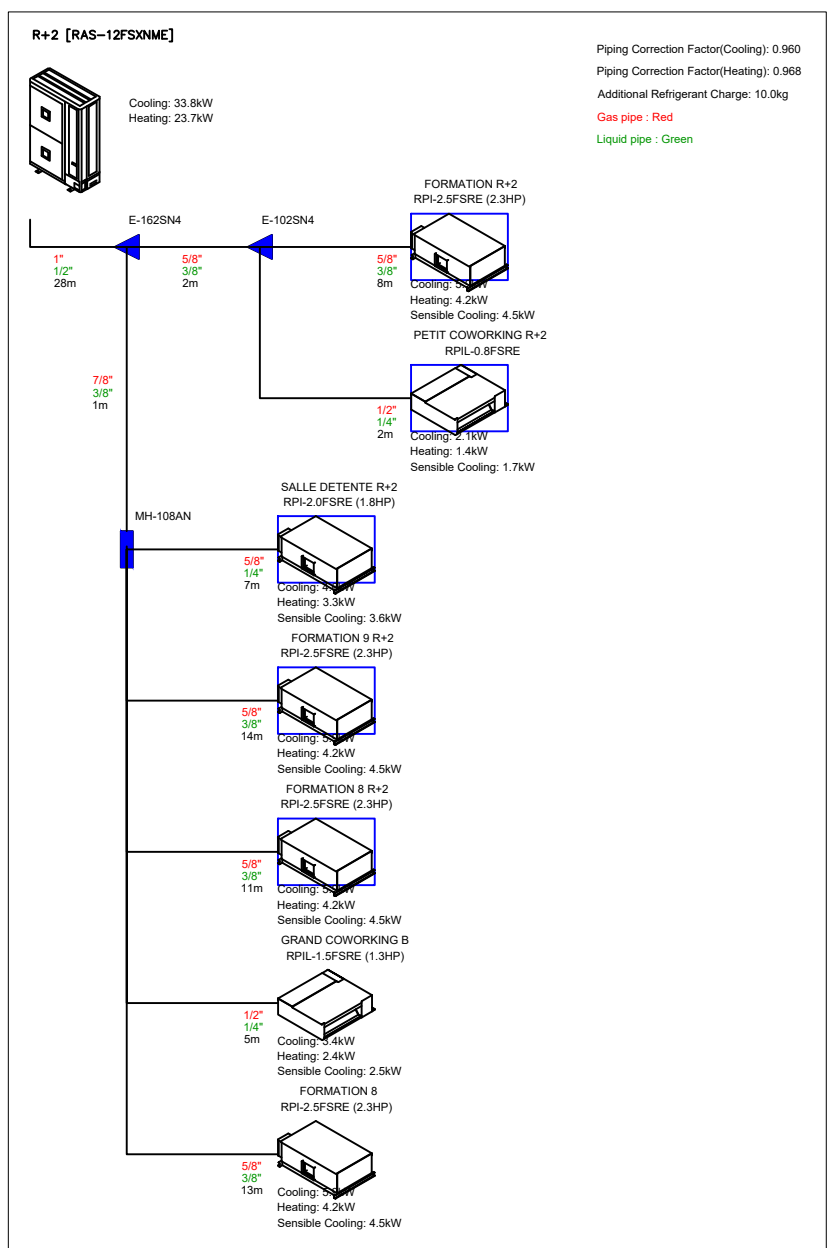 R+2 [RAS-12FSXNME]
Cooling: 33.8kW
Heating: 23.7kW
Piping Correction Factor(Cooling): 0.960
Piping Correction Factor(Heating): 0.968
Additional Refrigerant Charge: 10.0kg
Gas pipe : Red
Liquid pipe : Green
E-162SN4
E-102SN4
1"
1/2"
28m
5/8"
3/8"
2m
FORMATION R+2
RPI-2.5FSRE (2.3HP)
5/8"
3/8"
8m
Cooling:
Heating: 4.2kW
Sensible Cooling: 4.5kW
PETIT COWORKING R+2
RPIL-0.8FSRE
1/2"
1/4"
2m
Cooling: 2.1kW
Heating: 1.4kW
Sensible Cooling: 1.7kW
7/8"
3/8"
1m
MH-108AN
SALLE DETENTE R+2
RPI-2.0FSRE (1.8HP)
5/8"
1/4"
7m
Cooling:
Heating: 3.3kW
Sensible Cooling: 3.6kW
FORMATION 9 R+2
RPI-2.5FSRE (2.3HP)
5/8"
3/8"
14m
Cooling:
Heating: 4.2kW
Sensible Cooling: 4.5kW
FORMATION 8 R+2
RPI-2.5FSRE (2.3HP)
5/8"
3/8"
11m
Cooling:
Heating: 4.2kW
Sensible Cooling: 4.5kW
GRAND COWORKING B
RPIL-1.5FSRE (1.3HP)
1/2"
1/4"
5m
Cooling: 3.4kW
Heating: 2.4kW
Sensible Cooling: 2.5kW
FORMATION 8
RPI-2.5FSRE (2.3HP)
5/8"
3/8"
13m
Cooling:
Heating: 4.2kW
Sensible Cooling: 4.5kW